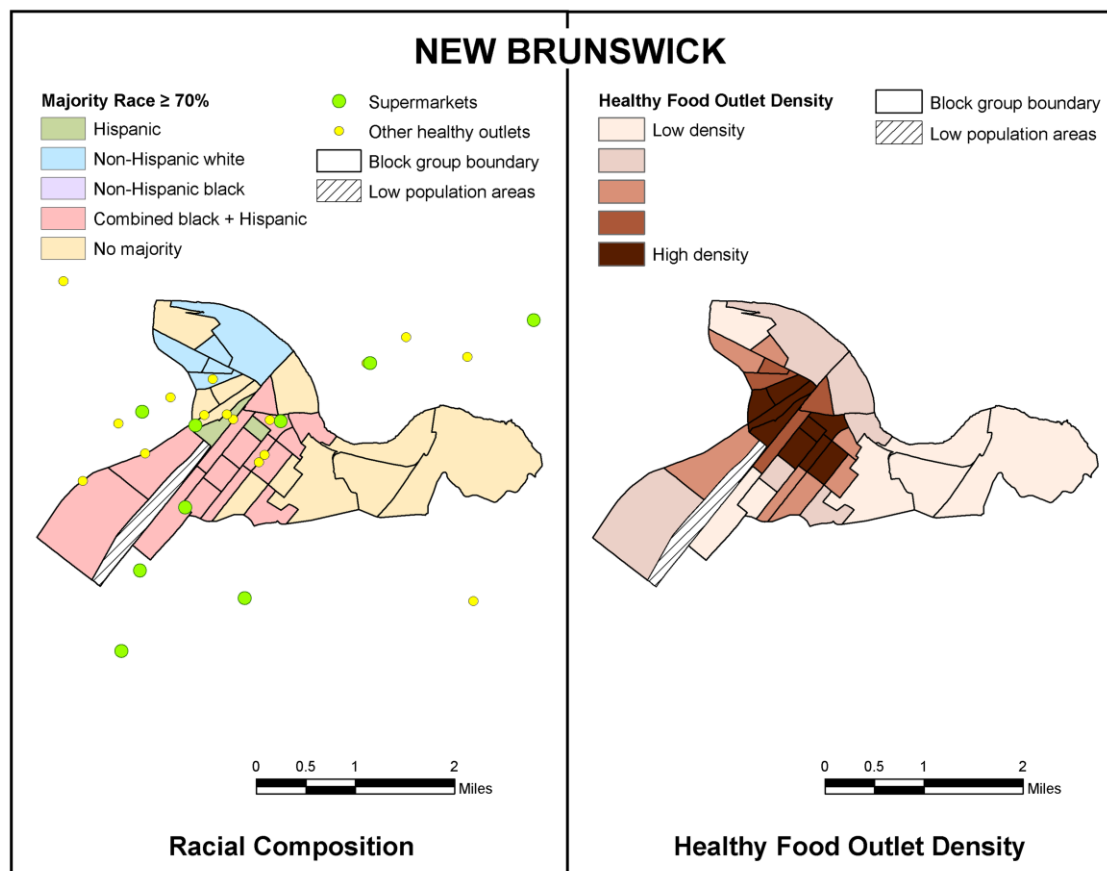 NEW BRUNSWICK
Majority Race ≥ 70%
Hispanic
Non-Hispanic white
Non-Hispanic black
Combined black + Hispanic
No majority
Supermarkets
Other healthy outlets
Block group boundary
Low population areas
0 0.5 1 2
Miles
Racial Composition
Healthy Food Outlet Density
Low density
High density
Block group boundary
Low population areas
0 0.5 1 2
Miles
Healthy Food Outlet Density